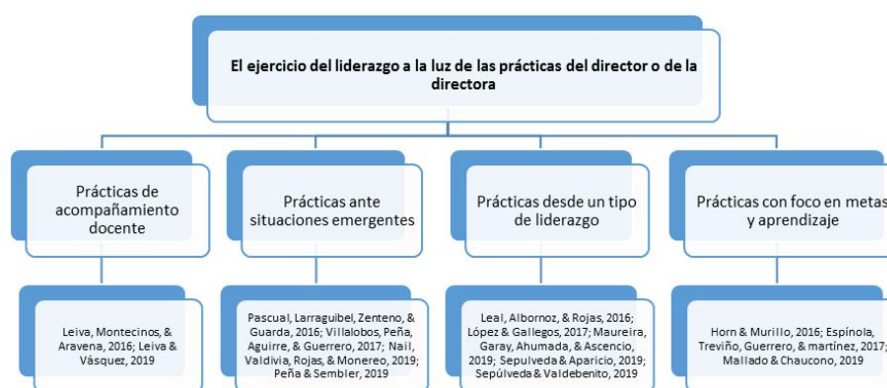 El ejercicio del liderazgo a la luz de las prácticas del director o de la
directora
Prácticas de
acompañamiento
docente
Prácticas ante
situaciones emergentes
Prácticas desde un tipo
de liderazgo
Prácticas con foco en metas
y aprendizaje
Leiva, Montecinos, &
Aravena, 2016; Leiva &
Vásquez, 2019
Pascual, Larraguibel, Zenteno, &
Guarda, 2016; Villalobos, Peña,
Aguirre, & Guerrero, 2017; Nail,
Valdivia, Rojas, & Monereo, 2019;
Peña & Sembler, 2019
Leal, Albornoz, & Rojas, 2016;
López & Gallegos, 2017; Maureira,
Garay, Ahumada, & Ascencio,
2019; Sepulveda & Aparicio, 2019;
Sepúlveda & Valdebenito, 2019
Horn & Murillo, 2016; Espínola,
Treviño, Guerrero, & martínez, 2017;
Mallado & Chaucono, 2019